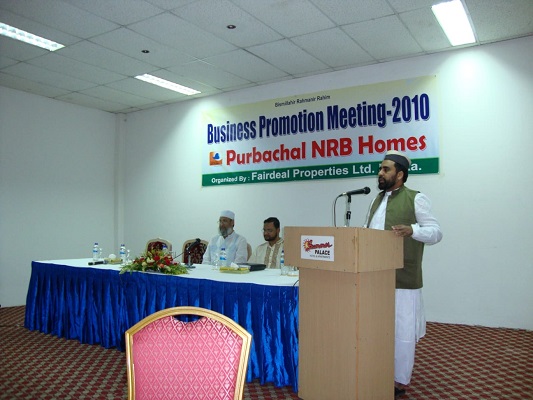 Bismillahir Rahmanir Rahim
Business Promotion Meeting-2010
Purbachal NRB Homes
Organized By : Fairdeal Properties Ltd.
PALACE